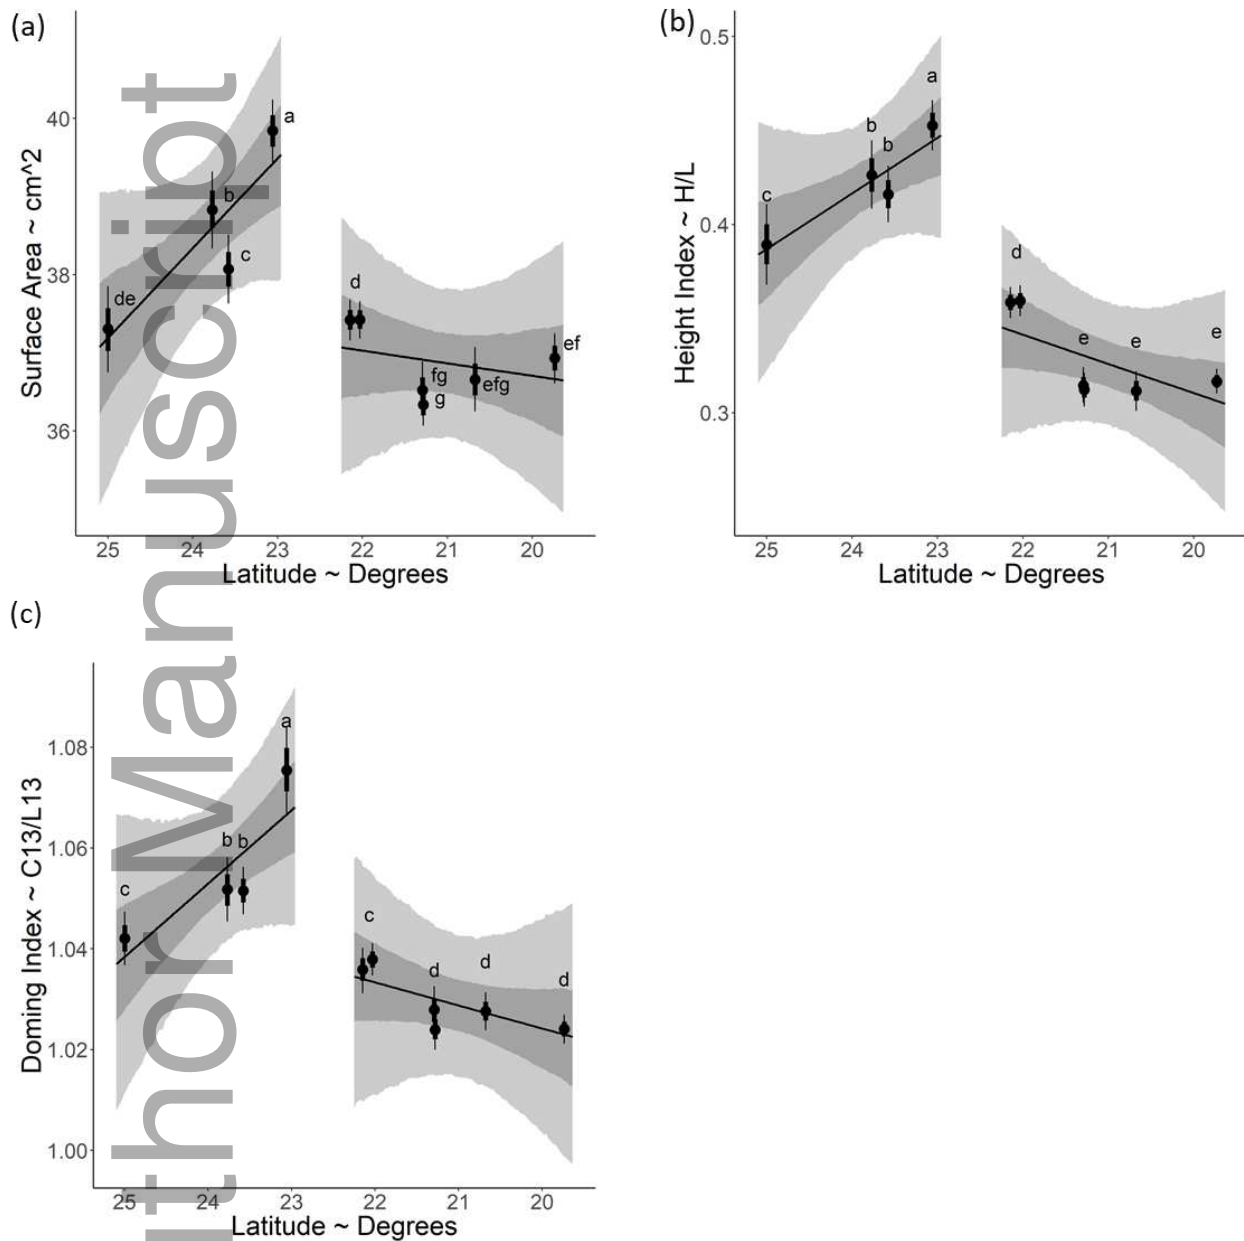 (a)
40
38
36
Surface Area ~ cm^2
a
b
c
de
d
fg
g
efg
ef
25
24
23
22
21
20
Latitude ~ Degrees
(b)
0.5
0.4
0.3
Height Index ~ H/L
a
b
b
c
d
e
e
e
25
24
23
22
21
20
Latitude ~ Degrees
(c)
1.08
1.06
1.04
1.02
1.00
Doming Index ~ C13/L13
a
b
b
c
c
d
d
d
25
24
23
22
21
20
Latitude ~ Degrees
thor Manuscript